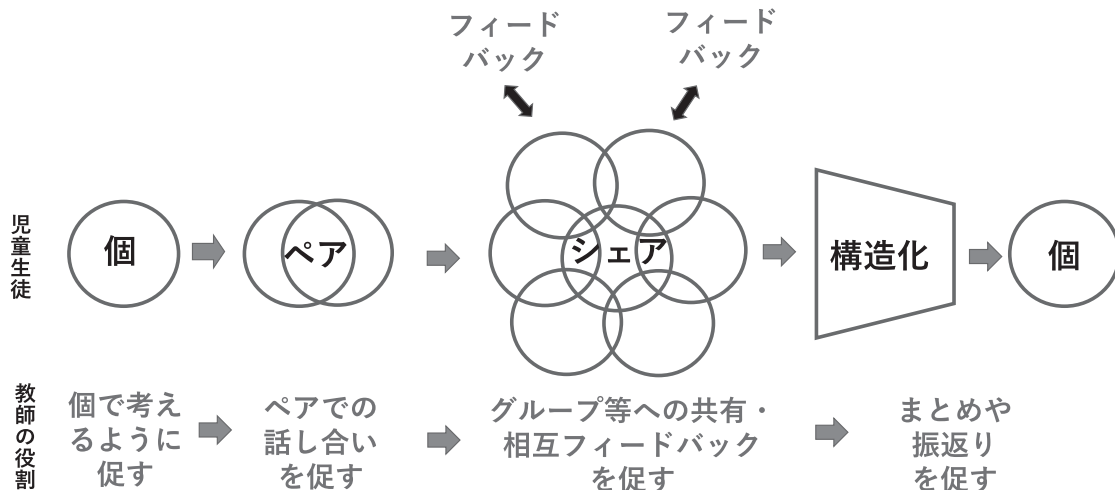 フィード
バック
フィード
バック
児童生徒
個
ペア
シェア
構造化
個
教師の役割
個で考え
るように
促す
ペアでの
話し合い
を促す
グループ等への共有・
相互フィードバック
を促す
まとめや
振返り
を促す